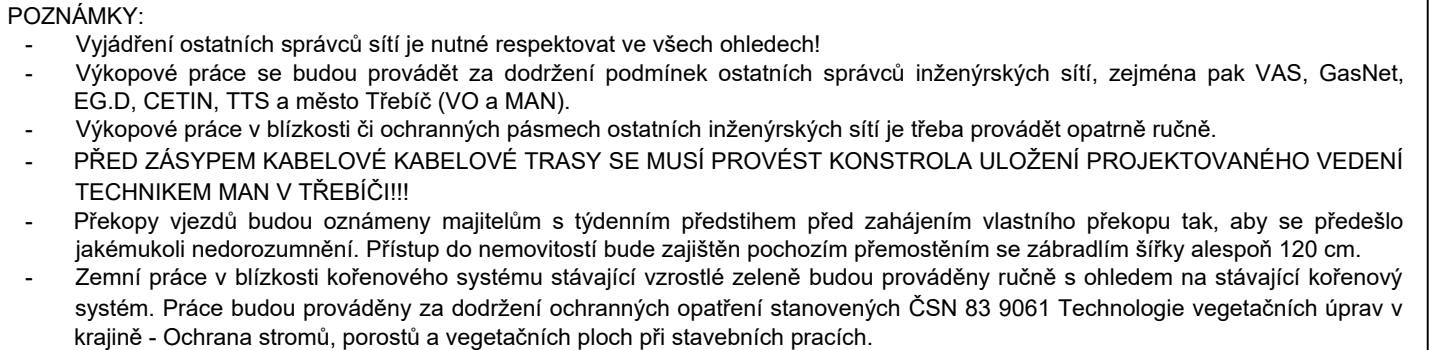 POZNÁMKY:
- Vyjádření ostatních správců sítí je nutné respektovat ve všech ohledech!
- Výkopové práce se budou provádět za dodržení podmínek ostatních správců inženýrských sítí, zejména pak VAS, GasNet,
EG.D, CETIN, TTS a město Třebíč (VO a MAN).
- Výkopové práce v blízkosti či ochranných pásmech ostatních inženýrských sítí je třeba provádět opatrně ručně.
- PŘED ZÁSYPEM KABELOVÉ KABELOVÉ TRASY SE MUSÍ PROVÉST KONSTROLA ULOŽENÍ PROJEKTOVANÉHO VEDENÍ
TECHNIKEM MAN V TŘEBÍČI!!!
- Překopy vjezdů budou oznámeny majitelům s týdenním předstihem před zahájením vlastního překopu tak, aby se předešlo
jakémukoli nedorozumnění. Přístup do nemovitostí bude zajištěn pochozím přemostěním se zábradlím šířky alespoň 120 cm.
- Zemní práce v blízkosti kořenového systému stávající vzrostlé zeleně budou prováděny ručně s ohledem na stávající kořenový
systém. Práce budou prováděny za dodržení ochranných opatření stanovených ČSN 83 9061 Technologie vegetačních úprav v
krajině - Ochrana stromů, porostů a vegetačních ploch při stavebních pracích.